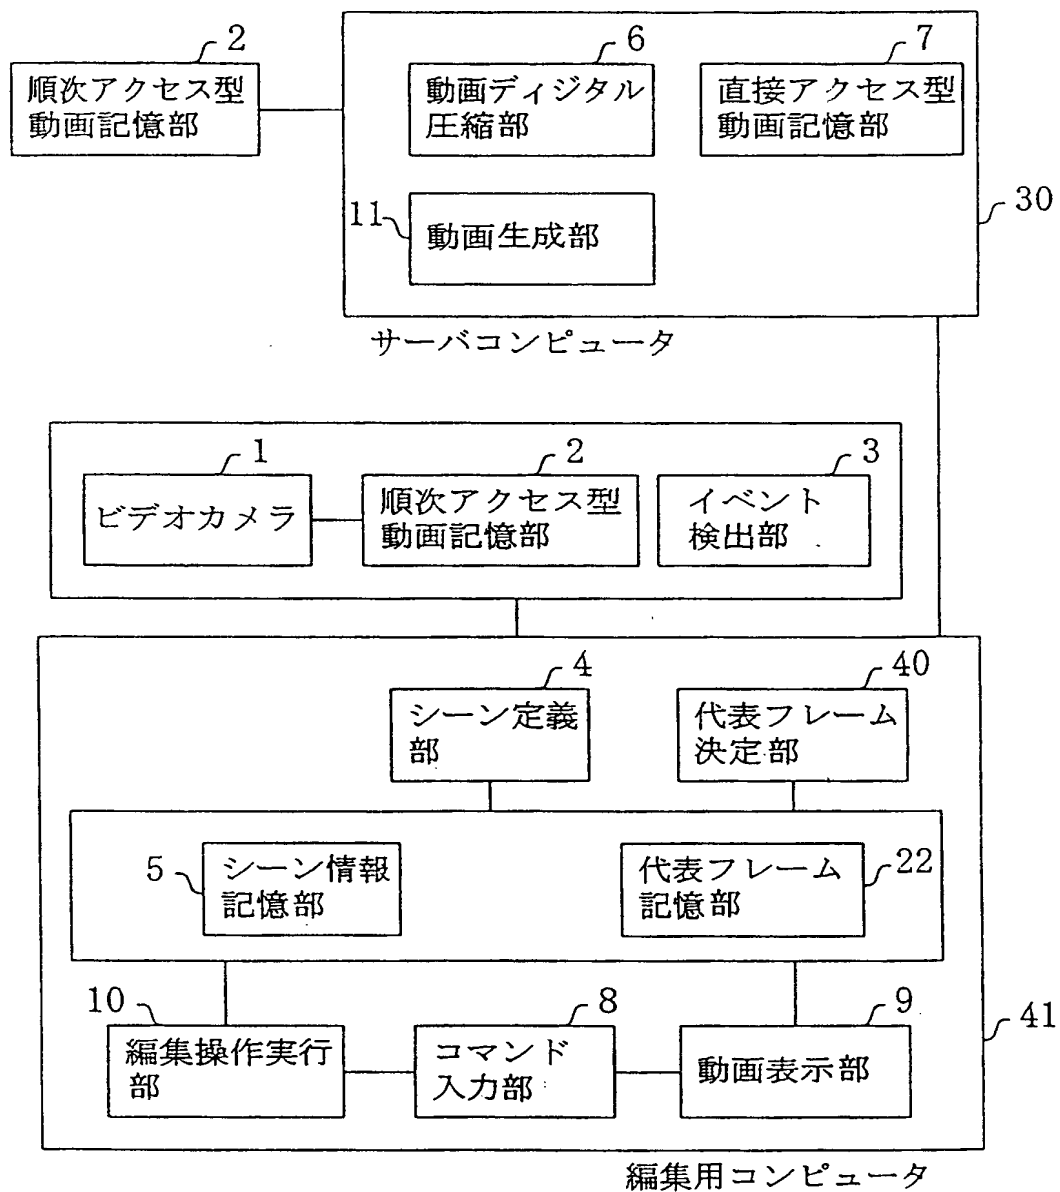 2
順次アクセス型
動画記憶部
6
動画ディジタル
圧縮部
7
直接アクセス型
動画記憶部
11
動画生成部
30
サーバコンピュータ
1
ビデオカメラ
2
順次アクセス型
動画記憶部
3
イベント
検出部
4
シーン定義
部
40
代表フレーム
決定部
5
シーン情報
記憶部
22
代表フレーム
記憶部
10
編集操作実行
部
8
コマンド
入力部
9
動画表示部
41
編集用コンピュータ